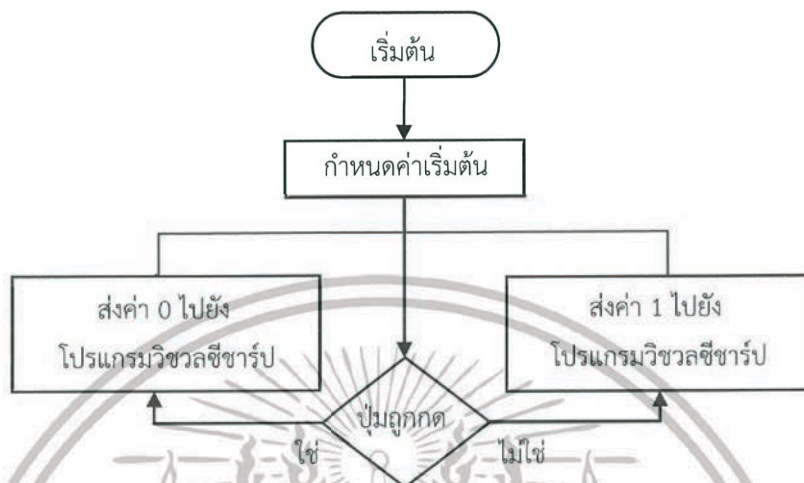 เริ่มต้น
กำหนดค่าเริ่มต้น
ส่งค่า 0 ไปยัง
โปรแกรมวิชวลซีชาร์ป
ส่งค่า 1 ไปยัง
โปรแกรมวิชวลซีชาร์ป
ปุ่มถูกกด
ใช่
ไม่ใช่